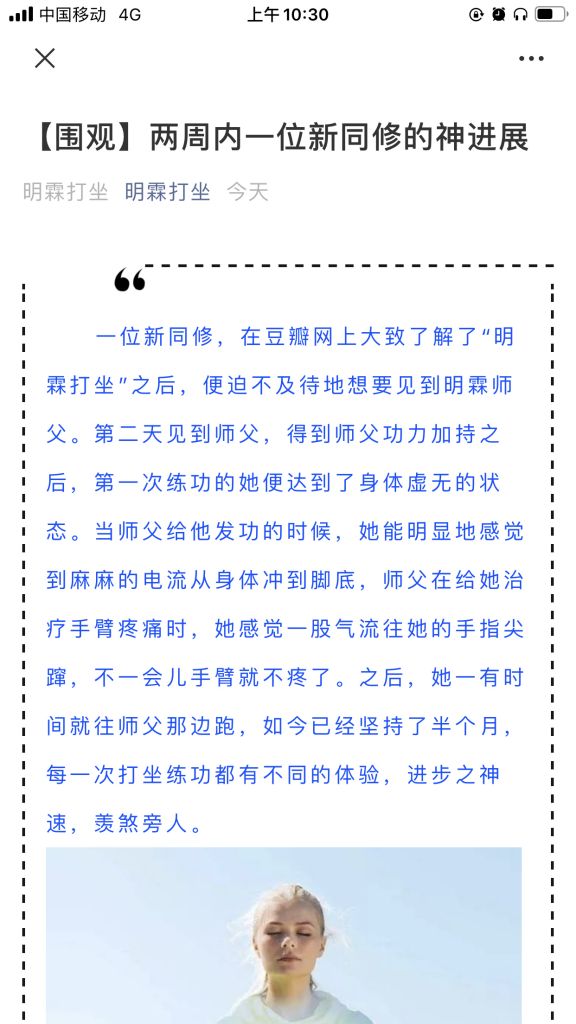 中国移动 4G 上午10:30
【围观】两周内一位新同修的神进展
明霖打坐 明霖打坐 今天
一位新同修，在豆瓣网上大致了解了“明
霖打坐”之后，便迫不及待地想要见到明霖师
父。第二天见到师父，得到师父功力加持之
后，第一次练功的她便达到了身体虚无的状
态。当师父给他发功的时候，她能明显地感觉
到麻麻的电流从身体冲到脚底，师父在给她治
疗手臂疼痛时，她感觉一股气流往她的手指尖
蹿，不一会儿手臂就不疼了。之后，她一有时
间就往师父那边跑，如今已经坚持了半个月，
每一次打坐练功都有不同的体验，进步之神
速，羡煞旁人。